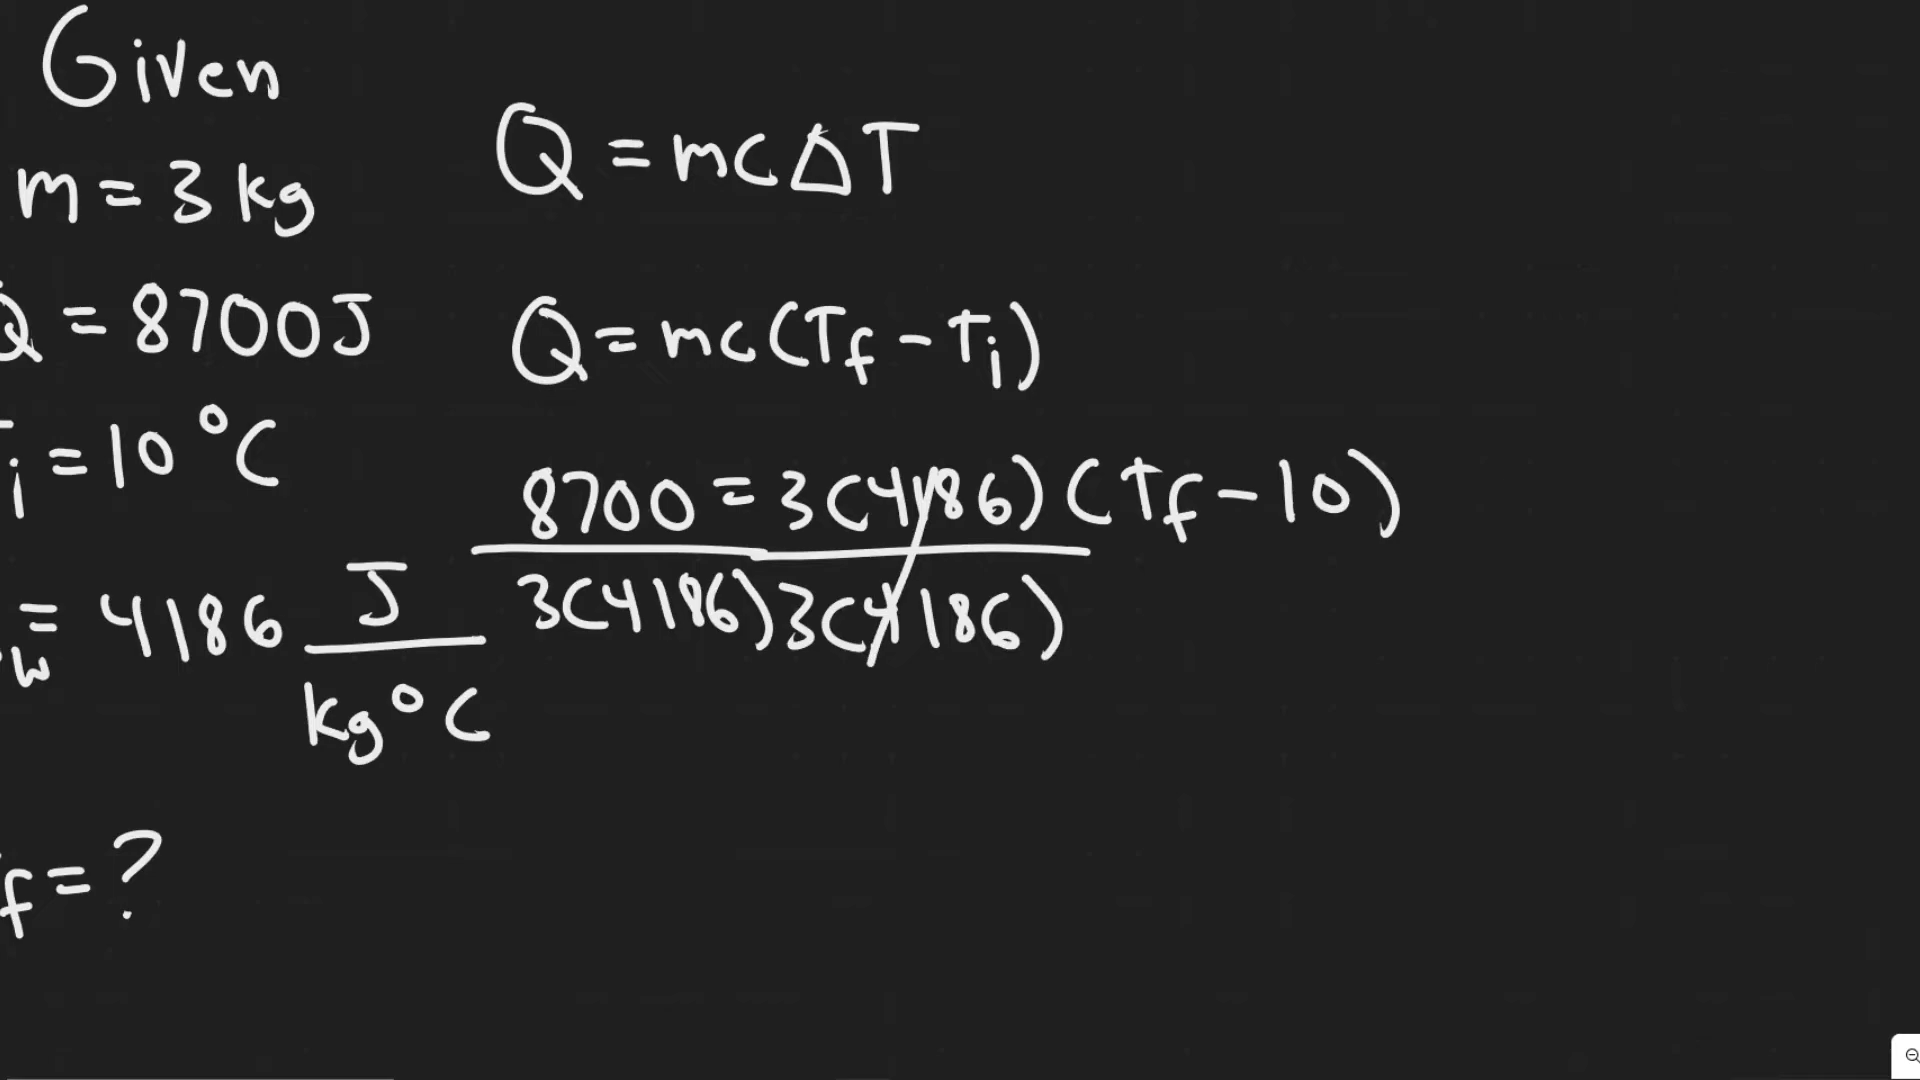 Given
m = 3 kg
Q = 8700J
i = 10 °C
w = 4186 J
kg °C
f = ?
Q = mcΔT
Q = mc(Tf - Ti)
8700 = 3(4186)(Tf - 10)
3(4186) 3(4186)